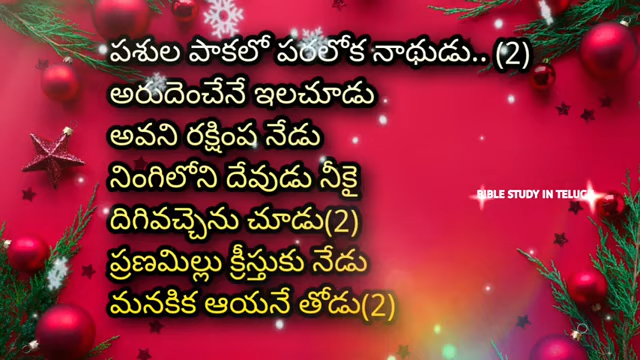 పశుల పాకలో పరలోక నాథుడు.. (2)
అరుదెంచేనే ఇలచూడు
అవని రక్షింప నేడు
నింగిలోని దేవుడు నీకై
దిగివచ్చెను చూడు(2)
ప్రణమిల్లు క్రీస్తుకు నేడు
మనకిక ఆయనే తోడు(2)
BIBLE STUDY IN TELUGU